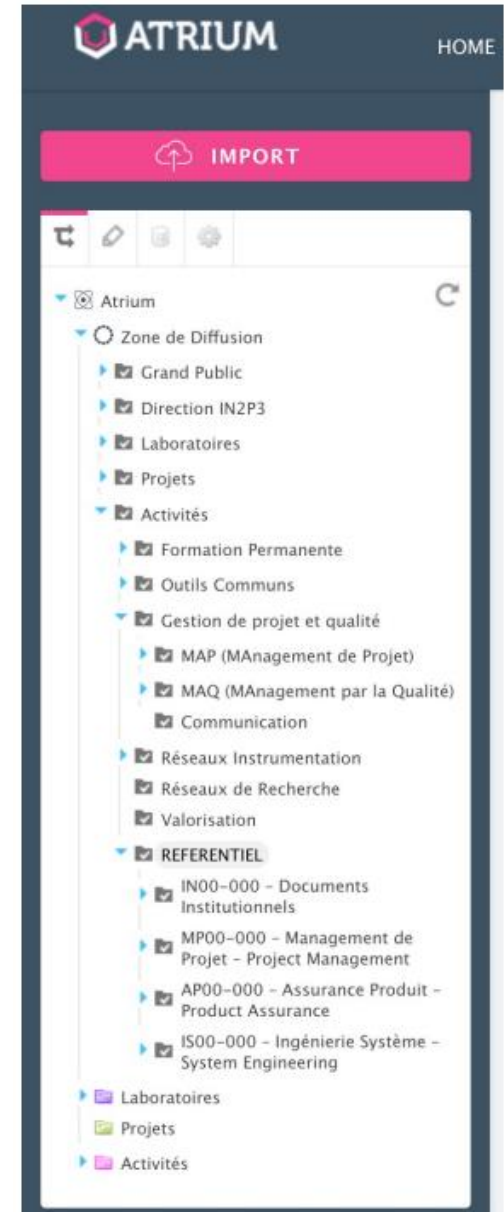 ATRIUM
HOME
IMPORT
Atrium
Zone de Diffusion
Grand Public
Direction IN2P3
Laboratoires
Projets
Activités
Formation Permanente
Outils Communs
Gestion de projet et qualité
MAP (MAnagement de Projet)
MAQ (MAnagement par la Qualité)
Communication
Réseaux Instrumentation
Réseaux de Recherche
Valorisation
REFERENTIEL
IN00-000 - Documents
Institutionnels
MP00-000 - Management de
Projet - Project Management
AP00-000 - Assurance Produit -
Product Assurance
IS00-000 - Ingénierie Système -
System Engineering
Laboratoires
Projets
Activités